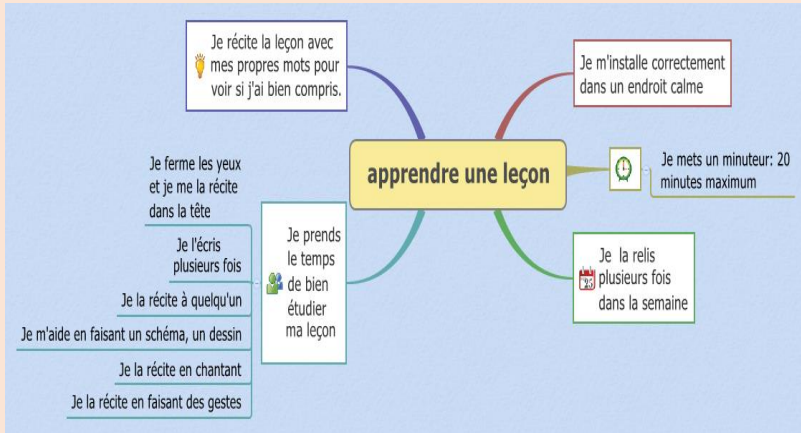 Je récite la leçon avec
mes propres mots pour
voir si j'ai bien compris.
Je m'installe correctement
dans un endroit calme
apprendre une leçon
Je mets un minuteur: 20
minutes maximum
Je ferme les yeux
et je me la récite
dans la tête
Je l'écris
plusieurs fois
Je la récite à quelqu'un
Je m'aide en faisant un schéma, un dessin
Je la récite en chantant
Je la récite en faisant des gestes
Je prends
le temps
de bien
étudier
ma leçon
Je la relis
plusieurs fois
dans la semaine